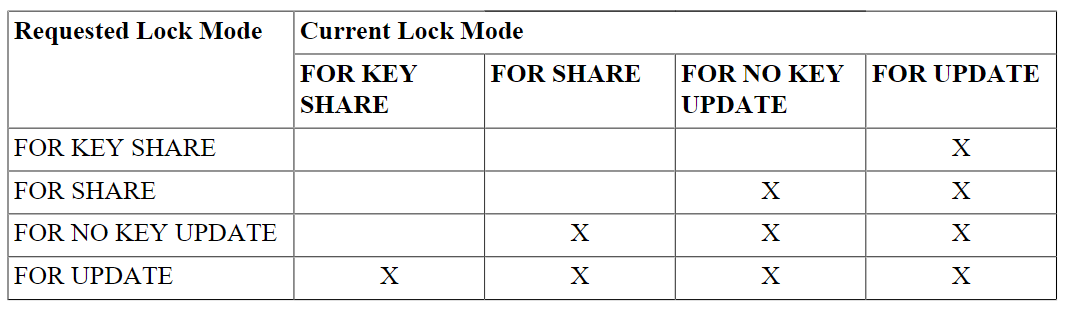 Requested Lock Mode Current Lock Mode
FOR KEY SHARE FOR SHARE FOR NO KEY UPDATE FOR UPDATE
FOR KEY SHARE X
FOR SHARE X X
FOR NO KEY UPDATE X X X
FOR UPDATE X X X X